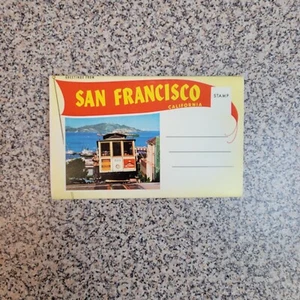 GREETINGS FROM
SAN FRANCISCO
CALIFORNIA
STAMP